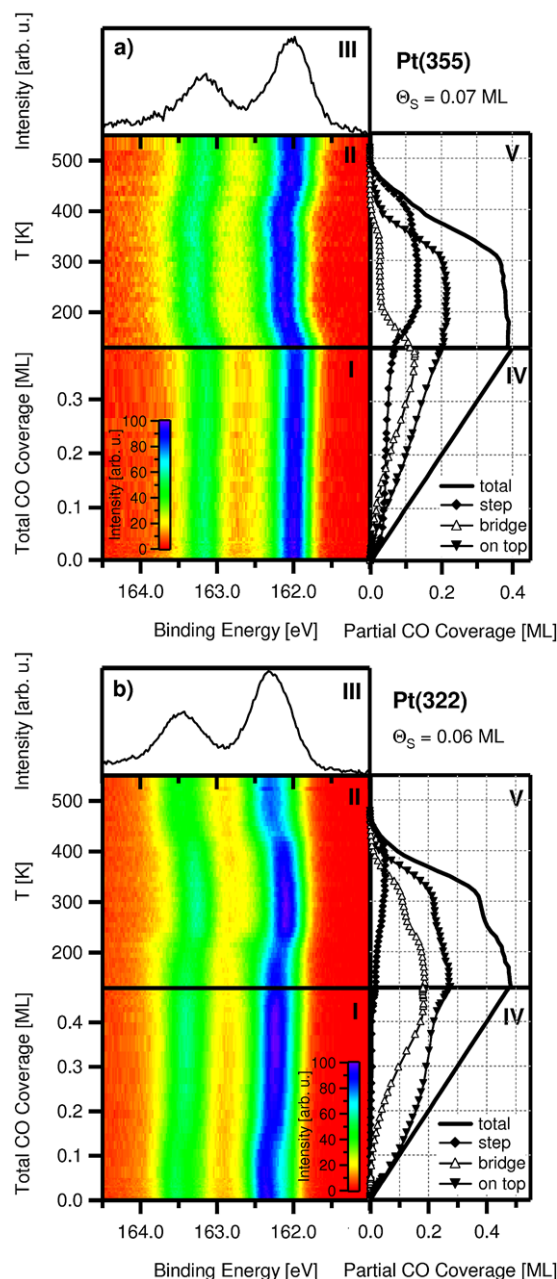 Intensity [arb. u.]
a)
III
Pt(355)
Θ_S = 0.07 ML
T [K]
500
400
300
200
II
V
Total CO Coverage [ML]
0.3
0.2
0.1
0.0
I
IV
Intensity [arb. u.]
100
80
60
40
20
0
total
step
bridge
on top
164.0
163.0
162.0
0.0
0.2
0.4
Binding Energy [eV]
Partial CO Coverage [ML]
Intensity [arb. u.]
b)
III
Pt(322)
Θ_S = 0.06 ML
T [K]
500
400
300
200
II
V
Total CO Coverage [ML]
0.4
0.3
0.2
0.1
0.0
I
IV
Intensity [arb. u.]
100
80
60
40
20
0
total
step
bridge
on top
164.0
163.0
162.0
0.0
0.2
0.4
Binding Energy [eV]
Partial CO Coverage [ML]